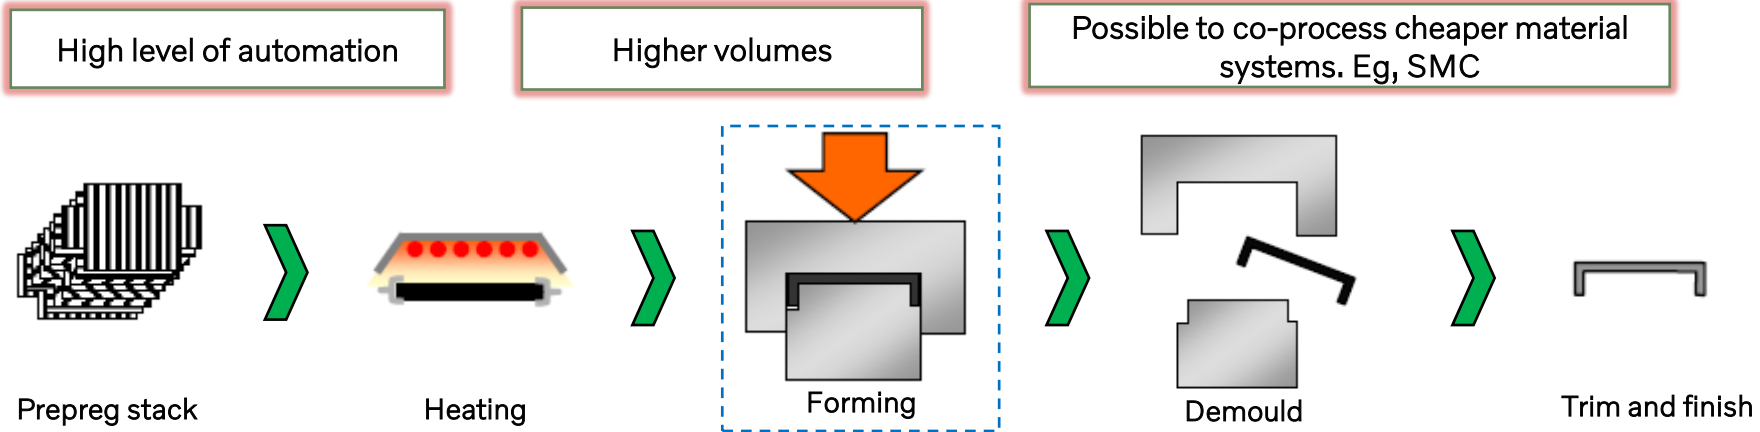 High level of automation
Higher volumes
Possible to co-process cheaper material
systems. Eg, SMC
Prepreg stack
Heating
Forming
Demould
Trim and finish